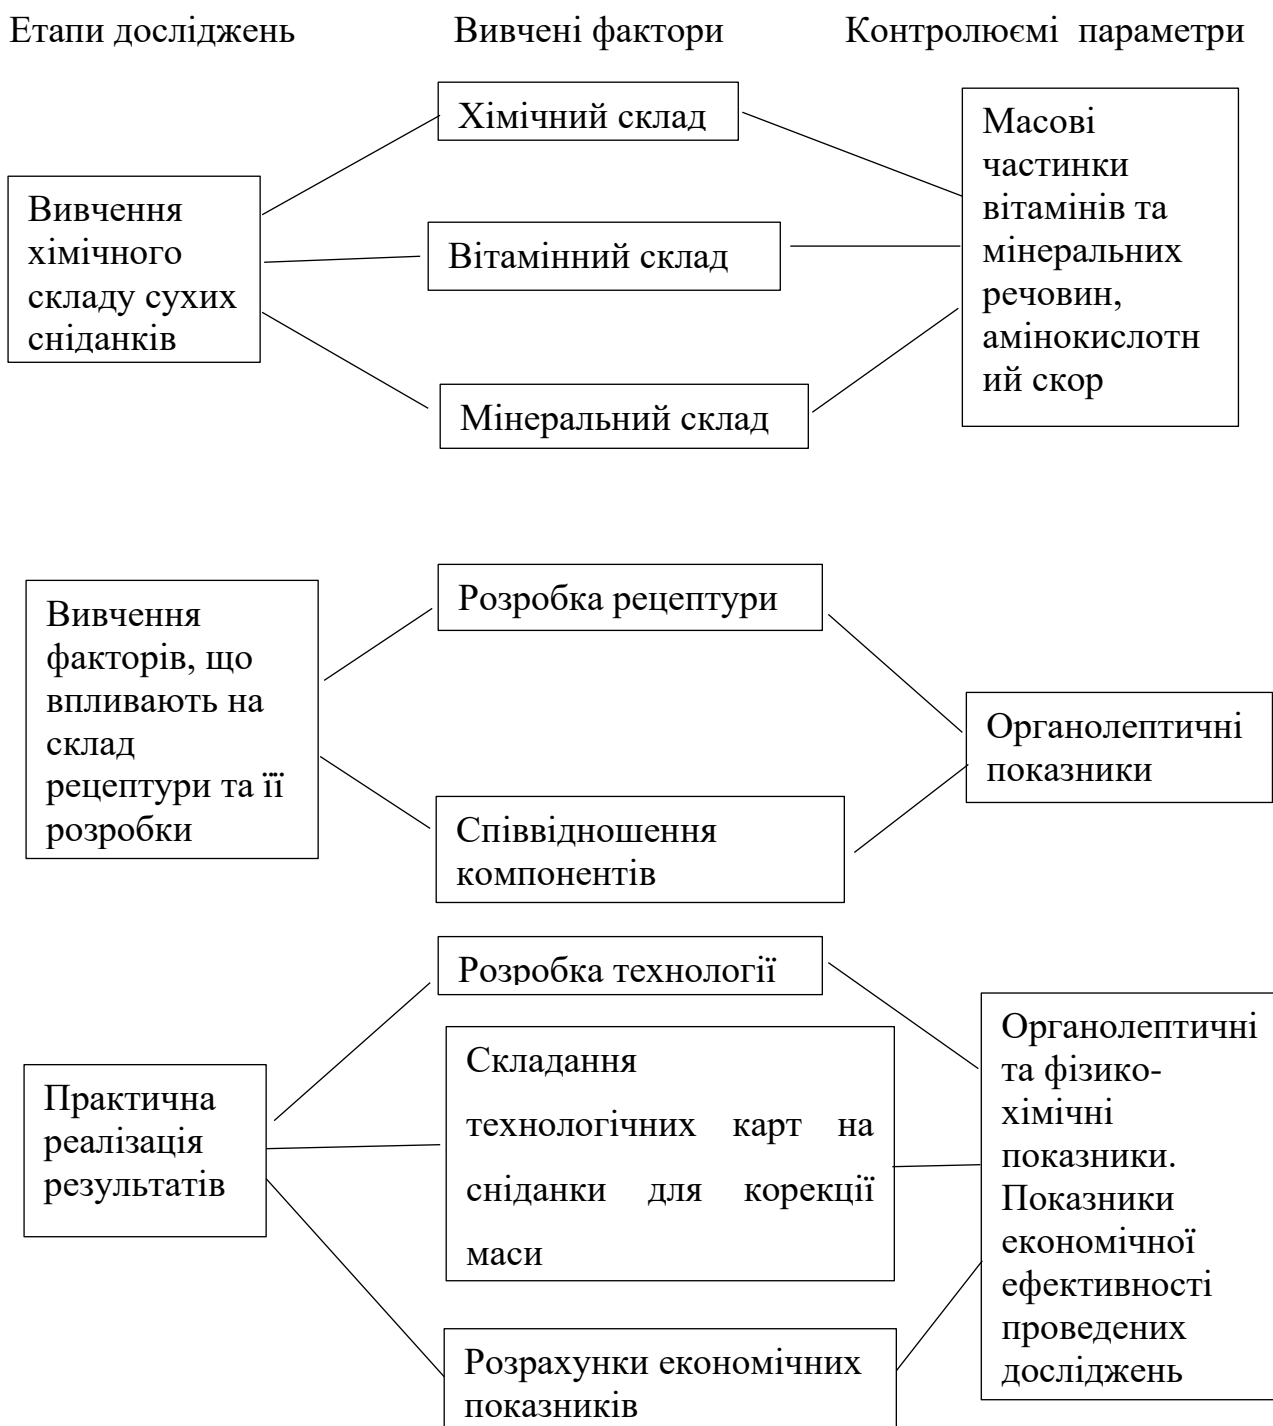 Етапи досліджень
Вивчені фактори
Контролюємі параметри
Вивчення
хімічного
складу сухих
сніданків
Хімічний склад
Вітамінний склад
Мінеральний склад
Масові
частинки
вітамінів та
мінеральних
речовин,
амінокислотн
ий скор
Вивчення
факторів, що
впливають на
склад
рецептури та її
розробки
Розробка рецептури
Співвідношення
компонентів
Органолептичні
показники
Практична
реалізація
результатів
Розробка технології
Складання
технологічних карт на
сніданки для корекції
маси
Розрахунки економічних
показників
Органолептичні
та фізико-
хімічні
показники.
Показники
економічної
ефективності
проведених
досліджень